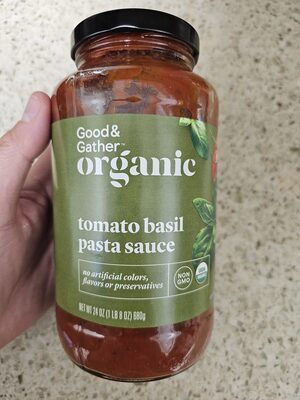 Good&
Gather™
organic
tomato basil
pasta sauce
no artificial colors,
flavors or preservatives
NON
GMO
USDA
NET WT 24 OZ (1 LB 8 OZ) 680g